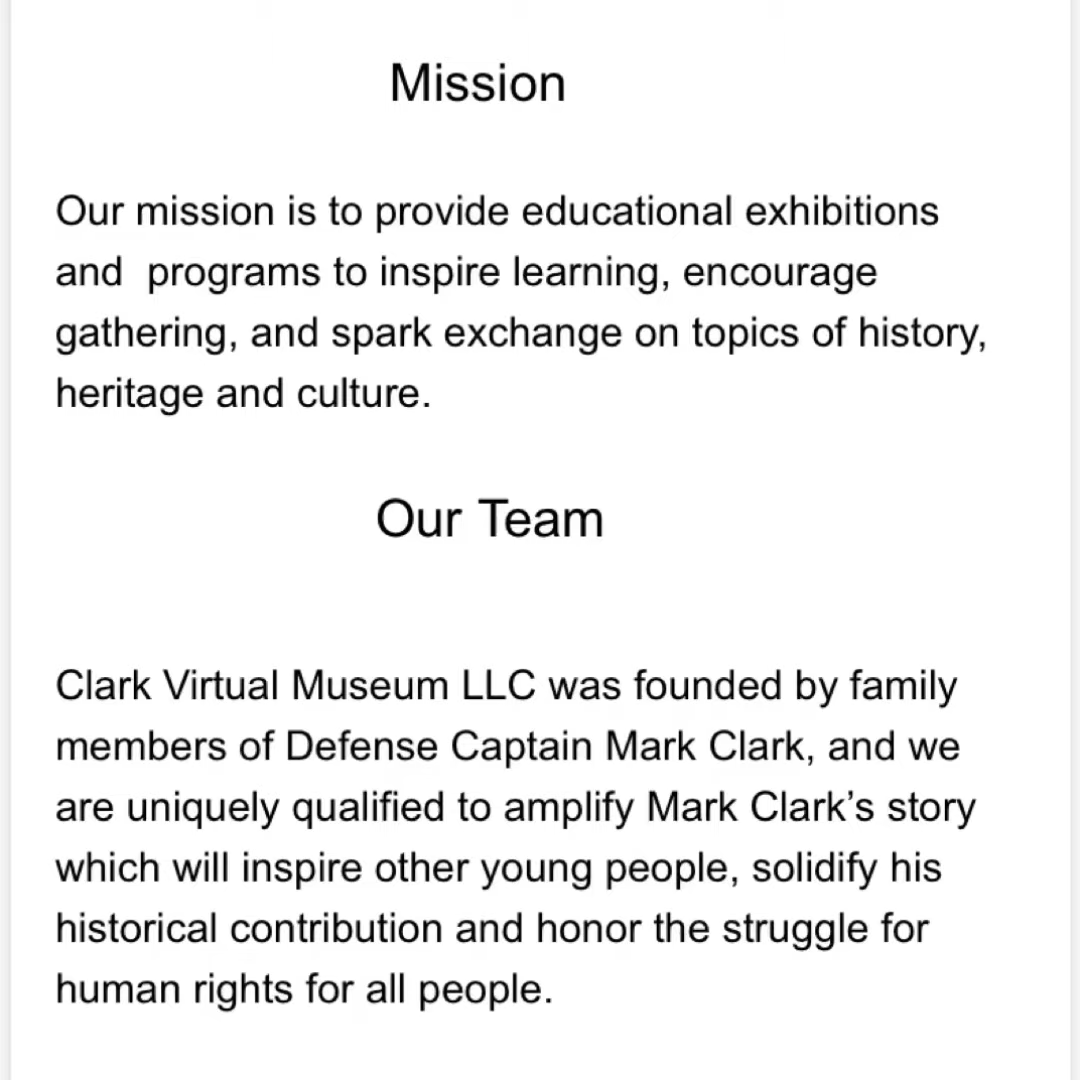 Mission
Our mission is to provide educational exhibitions
and  programs to inspire learning, encourage
gathering, and spark exchange on topics of history,
heritage and culture.
Our Team
Clark Virtual Museum LLC was founded by family
members of Defense Captain Mark Clark, and we
are uniquely qualified to amplify Mark Clark’s story
which will inspire other young people, solidify his
historical contribution and honor the struggle for
human rights for all people.